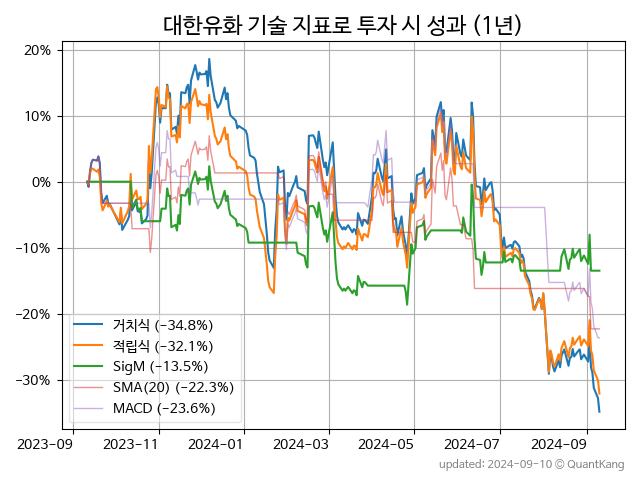 대한유화 기술 지표로 투자 시 성과 (1년)
20%
10%
0%
−10%
−20%
−30%
거치식 (−34.8%)
적립식 (−32.1%)
SigM (−13.5%)
SMA(20) (−22.3%)
MACD (−23.6%)
2023−09 2023−11 2024−01 2024−03 2024−05 2024−07 2024−09
updated: 2024−09−10 © QuantKang